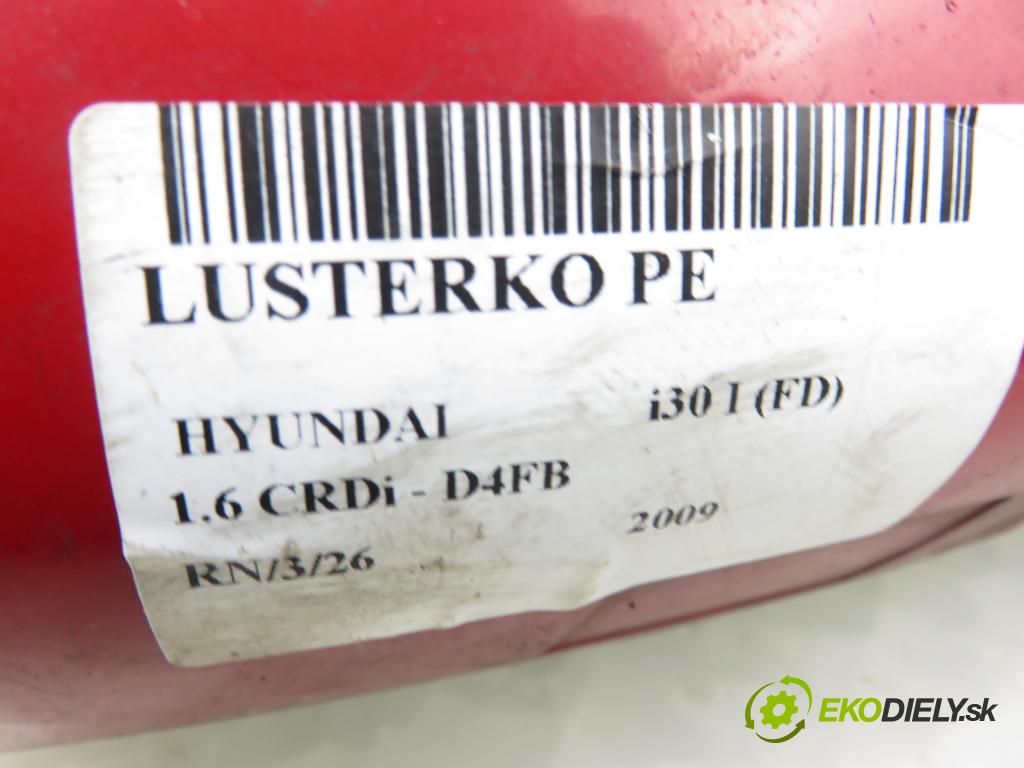 LUSTERKO PE
HYUNDAI i30 I (FD)
1.6 CRDi - D4FB
RN/3/26 2009
EKODIELY.sk